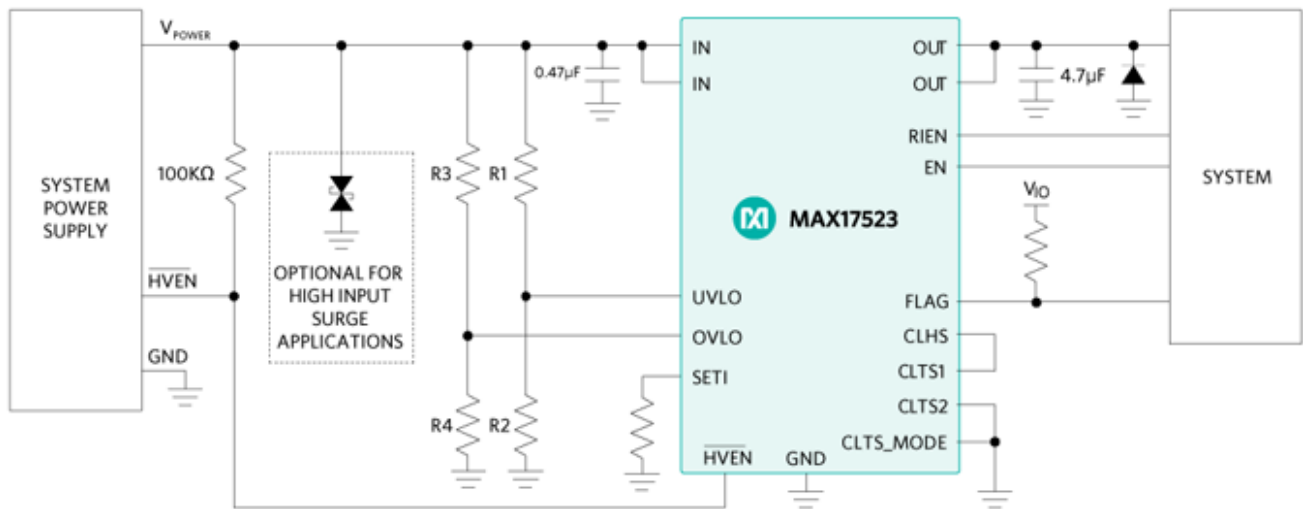 V POWER
0.47µF
IN
IN
OUT
OUT
4.7µF
RIEN
EN
100KΩ
R3
R1
SYSTEM
POWER
SUPPLY
SYSTEM
VIO
MAX17523
OPTIONAL FOR
HIGH INPUT
SURGE
APPLICATIONS
HVEN
UVLO
FLAG
OVLO
CLHS
GND
SETI
CLTS1
CLTS2
R4
R2
CLTS_MODE
HVEN
GND